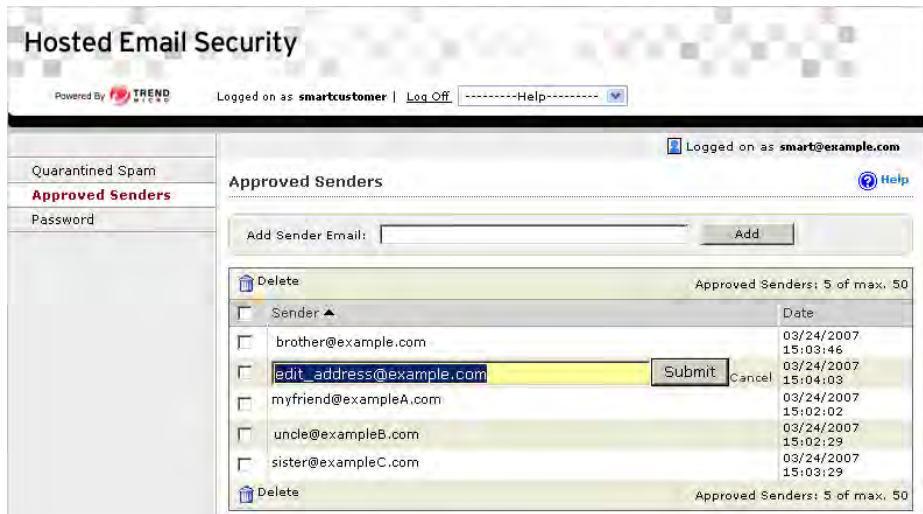 Hosted Email Security
Powered By TREND MICRO
Logged on as smartcustomer | Log Off ---------Help---------
Logged on as smart@example.com
Quarantined Spam
Approved Senders
Password
Approved Senders
Help
Add Sender Email: Add
Delete Approved Senders: 5 of max. 50
Sender Date
brother@example.com 03/24/2007 15:03:46
edit_address@example.com Submit Cancel 03/24/2007 15:04:03
myfriend@exampleA.com 03/24/2007 15:02:02
uncle@exampleB.com 03/24/2007 15:02:29
sister@exampleC.com 03/24/2007 15:03:29
Delete Approved Senders: 5 of max. 50